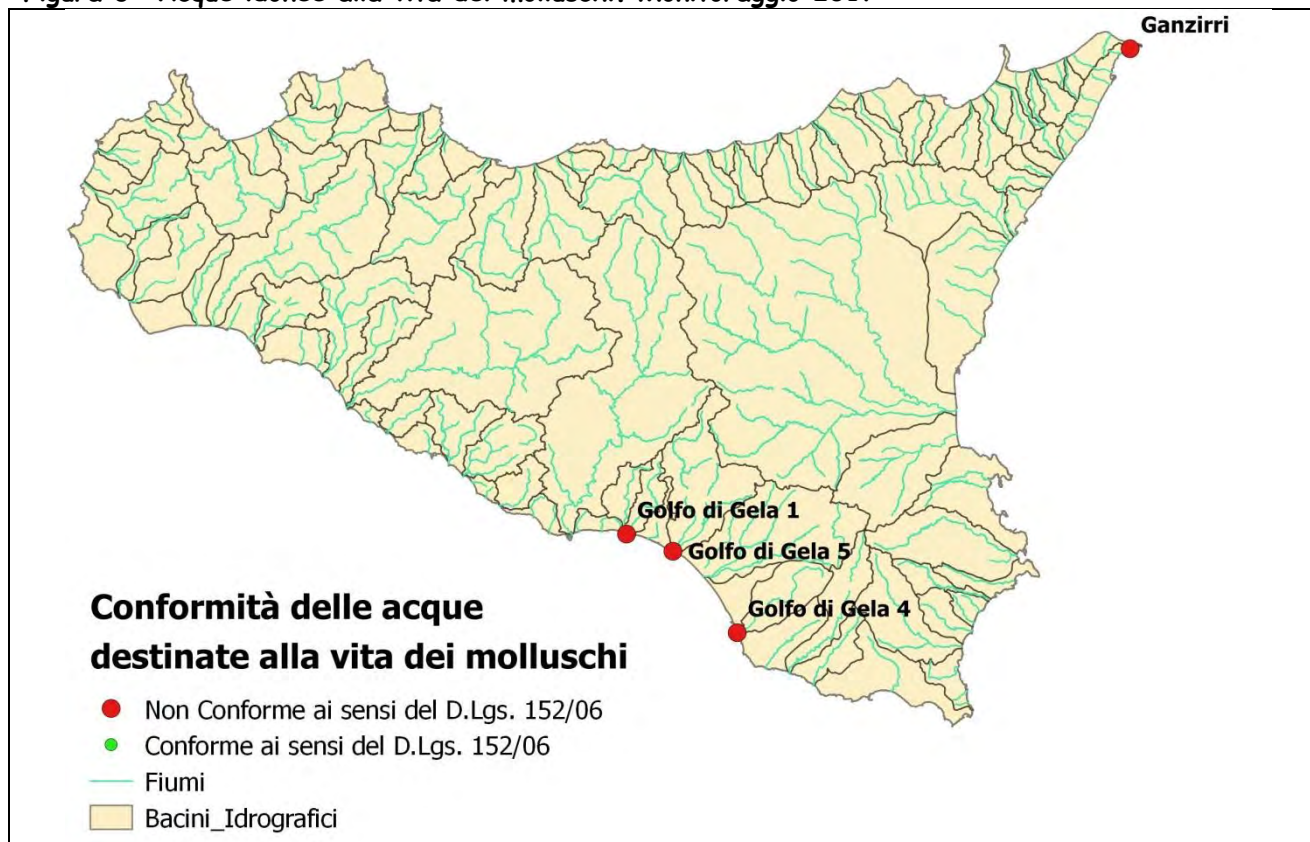 Ganzirri
Golfo di Gela 1
Golfo di Gela 5
Golfo di Gela 4
Conformità delle acque
destinate alla vita dei molluschi
Non Conforme ai sensi del D.Lgs. 152/06
Conforme ai sensi del D.Lgs. 152/06
Fiumi
Bacini_Idrografici